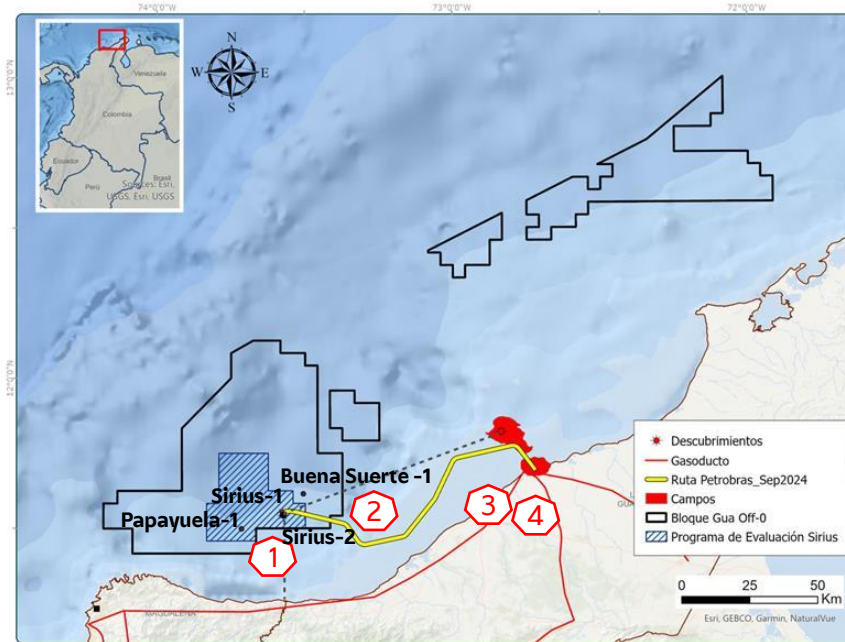 74°0'0"W
73°0'0"W
72°0'0"W
13°0'0"N
12°0'0"N
N
W
E
S
Venezuela
Colombia
Ecuador
Perú
Brasil
Sources: Esri,
USGS, Esri, USGS
Buena Suerte -1
Sirius-1
Papayuela-1
Sirius-2
1
2
3
4
MAGDALENA
Descubrimientos
Gasoducto
Ruta Petrobras_Sep2024
Campos
Bloque Gua Off-0
Programa de Evaluación Sirius
0
25
50
Km
Esri, GEBCO, Garmin, NaturalVue